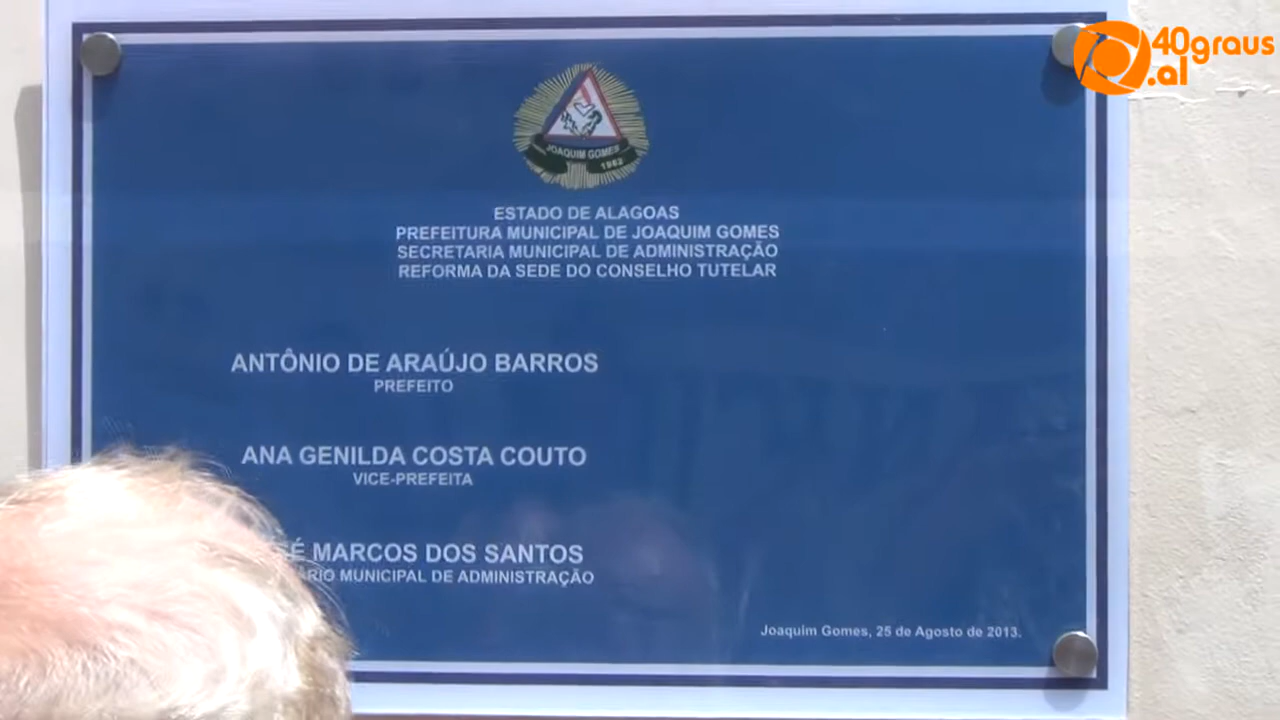 40graus
.al
JOAQUIM GOMES
1962
ESTADO DE ALAGOAS
PREFEITURA MUNICIPAL DE JOAQUIM GOMES
SECRETARIA MUNICIPAL DE ADMINISTRAÇÃO
REFORMA DA SEDE DO CONSELHO TUTELAR
ANTÔNIO DE ARAÚJO BARROS
PREFEITO
ANA GENILDA COSTA COUTO
VICE-PREFEITA
MARCOS DOS SANTOS
MUNICIPAL DE ADMINISTRAÇÃO
Joaquim Gomes, 25 de Agosto de 2013.